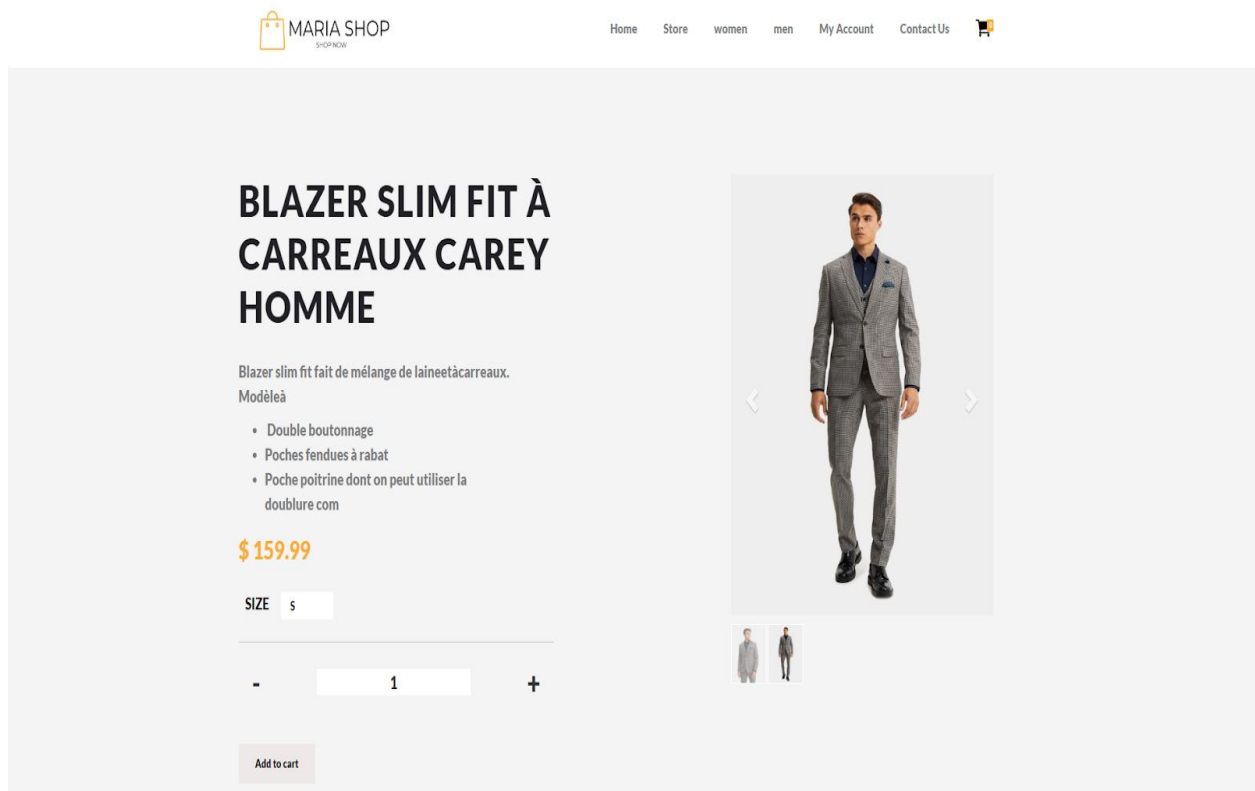 MARIA SHOP
SHOP NOW
Home Store women men My Account Contact Us 0
BLAZER SLIM FIT À
CARREAUX CAREY
HOMME
Blazer slim fit fait de mélange de laineetàcarreaux.
Modèleà
• Double boutonnage
• Poches fendues à rabat
• Poche poitrine dont on peut utiliser la
doublure com
$ 159.99
SIZE S
- 1 +
Add to cart